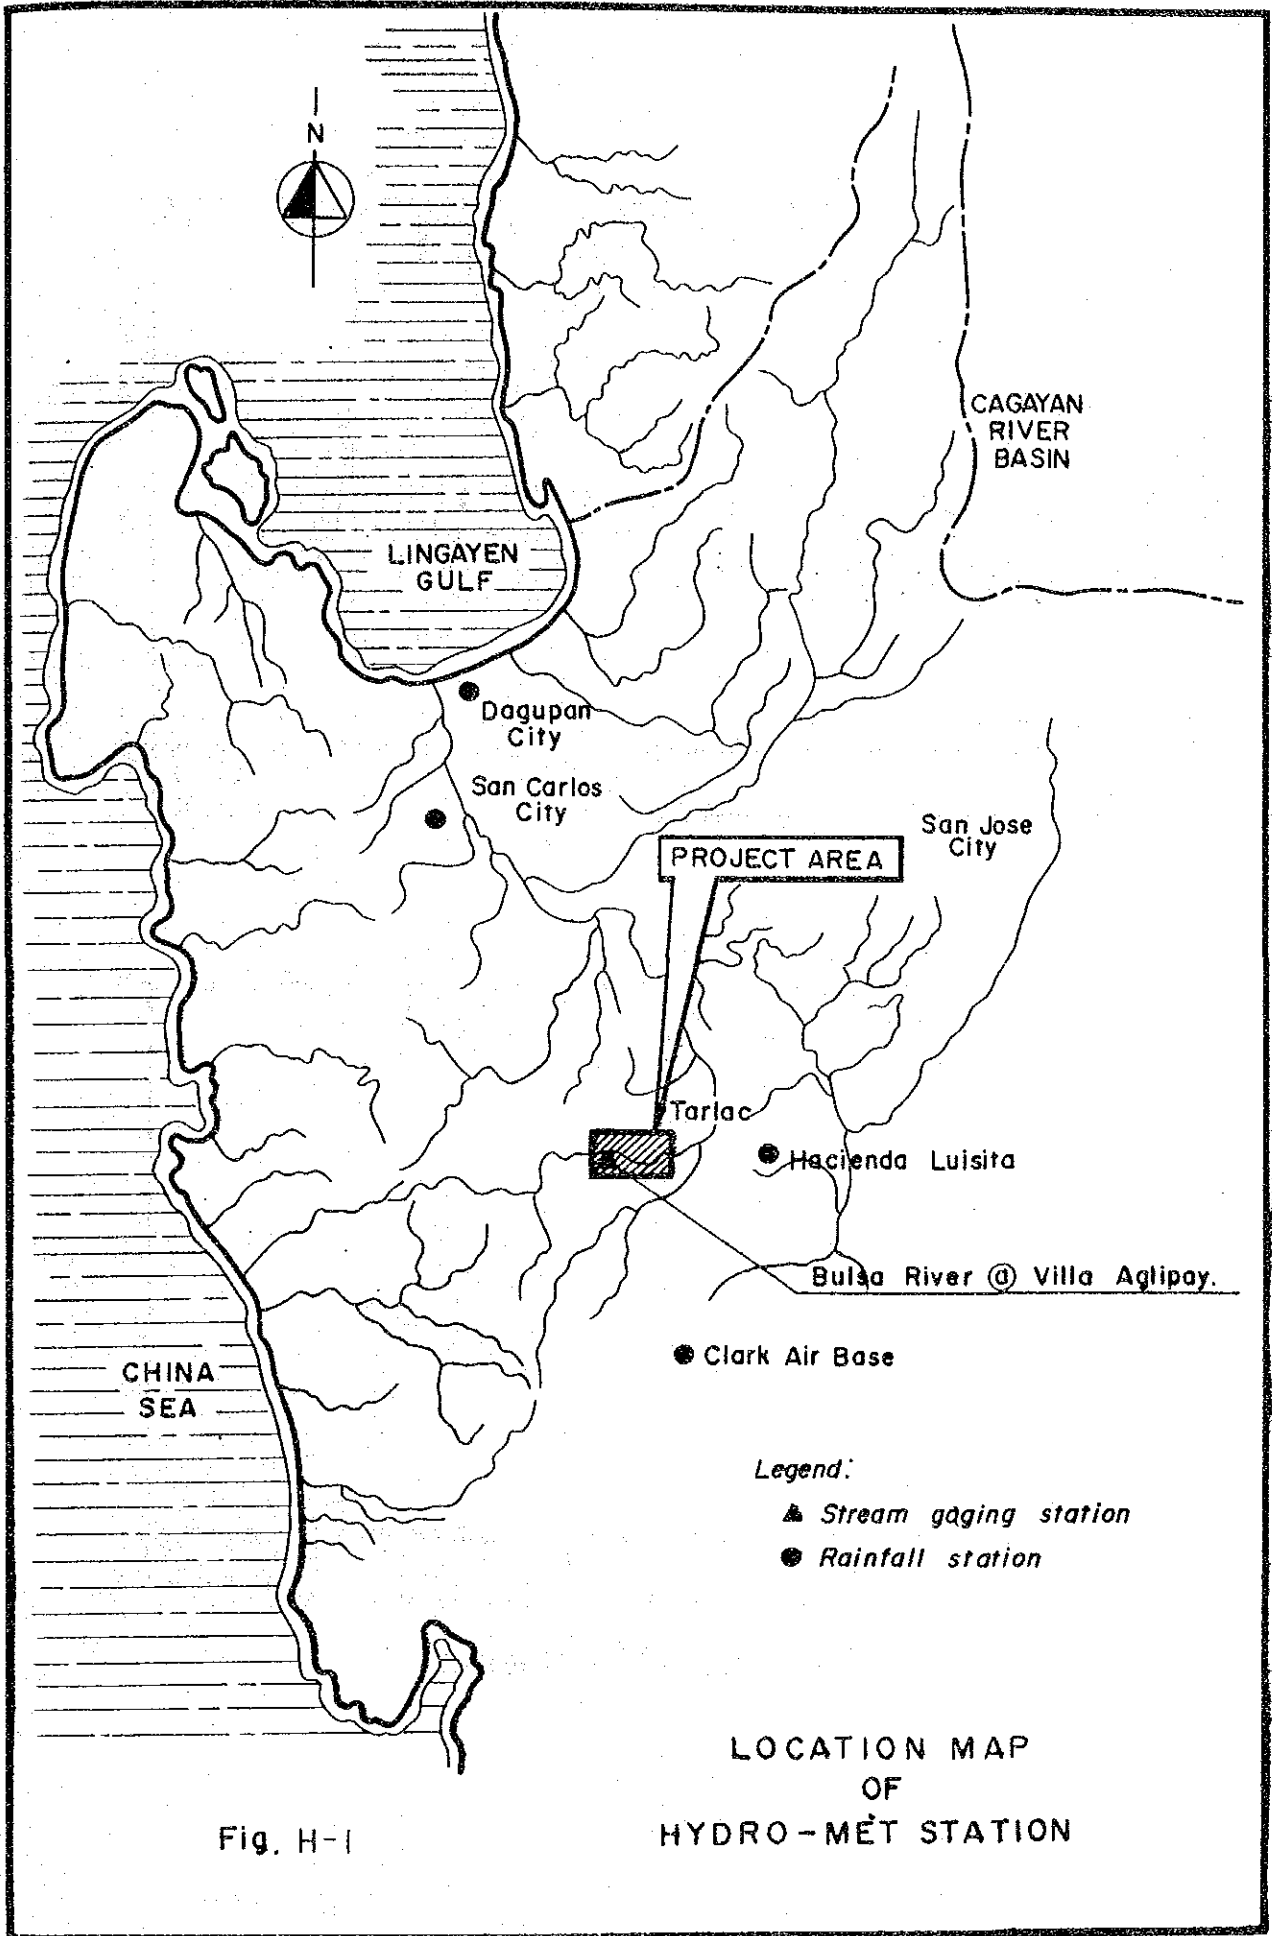 N
CAGAYAN
RIVER
BASIN
LINGAYEN
GULF
Dagupan
City
San Carlos
City
San Jose
City
PROJECT AREA
Tarlac
Hacienda Luisita
Bulsa River @ Villa Aglipay.
Clark Air Base
CHINA
SEA
Legend:
Stream gaging station
Rainfall station
LOCATION MAP
OF
HYDRO-MET STATION
Fig. H-1